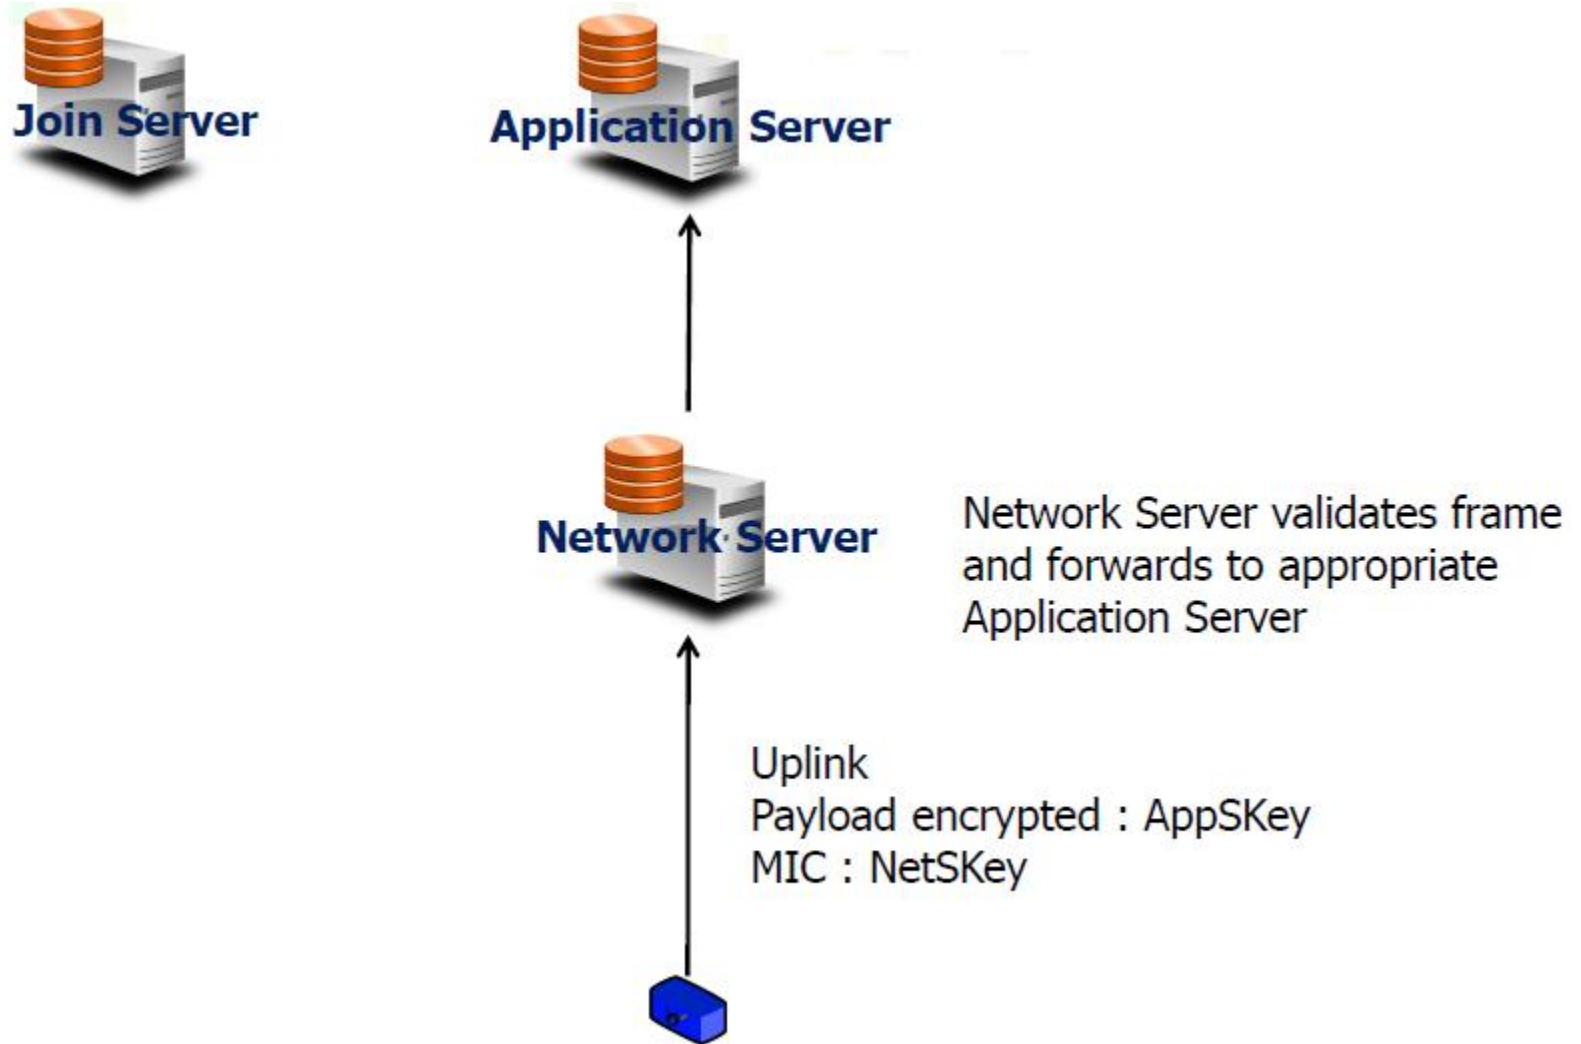 Join Server
Application Server
Network Server
Network Server validates frame
and forwards to appropriate
Application Server
Uplink
Payload encrypted : AppSKey
MIC : NetSKey